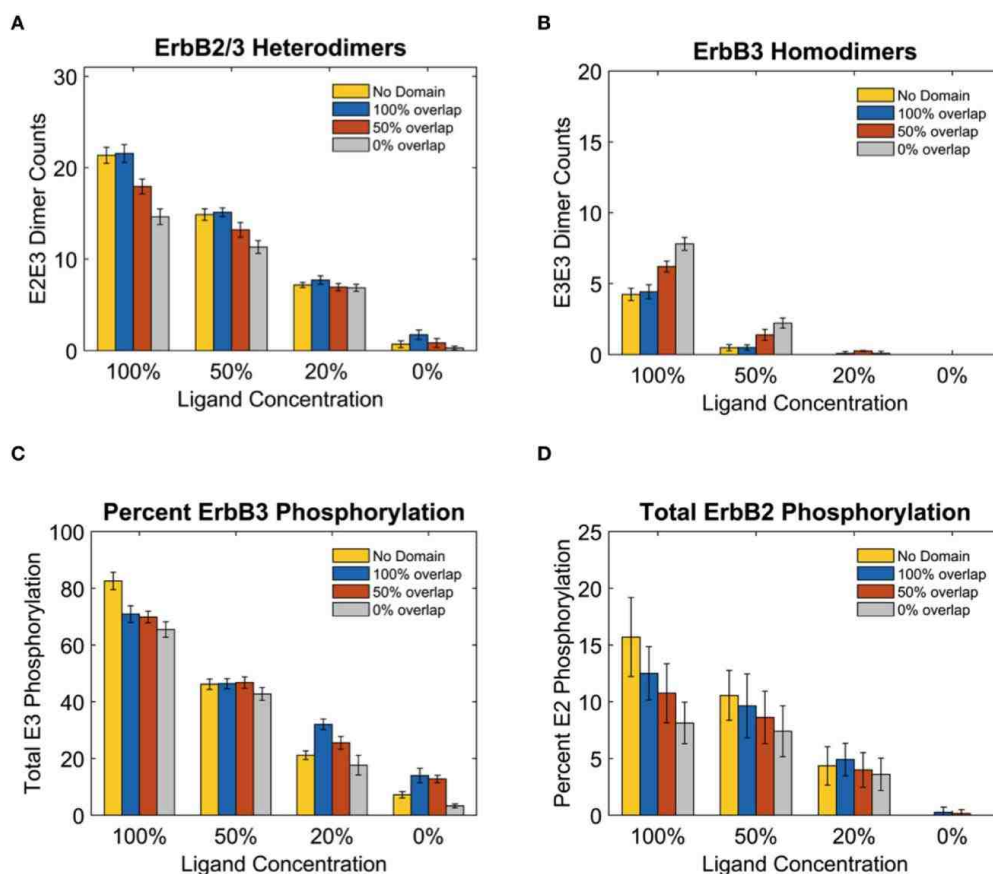 A
ErbB2/3 Heterodimers
30
20
10
0
E2E3 Dimer Counts
No Domain
100% overlap
50% overlap
0% overlap
100% 50% 20% 0%
Ligand Concentration
B
ErbB3 Homodimers
20
15
10
5
0
E3E3 Dimer Counts
No Domain
100% overlap
50% overlap
0% overlap
100% 50% 20% 0%
Ligand Concentration
C
Percent ErbB3 Phosphorylation
100
80
60
40
20
0
Total E3 Phosphorylation
No Domain
100% overlap
50% overlap
0% overlap
100% 50% 20% 0%
Ligand Concentration
D
Total ErbB2 Phosphorylation
25
20
15
10
5
0
Percent E2 Phosphorylation
No Domain
100% overlap
50% overlap
0% overlap
100% 50% 20% 0%
Ligand Concentration